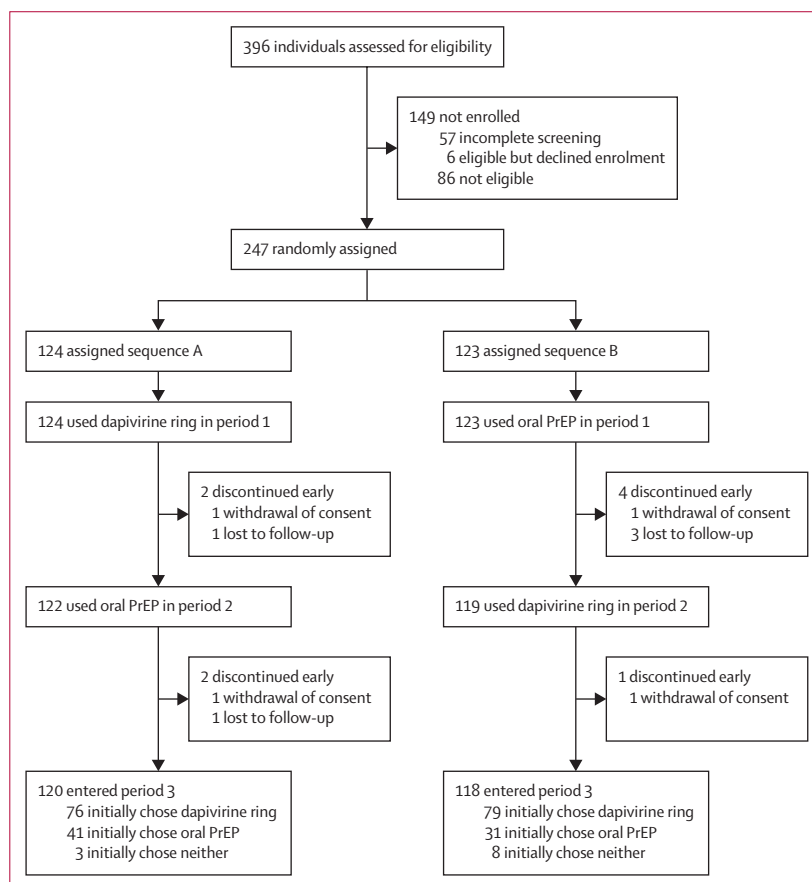 396 individuals assessed for eligibility
149 not enrolled
57 incomplete screening
6 eligible but declined enrolment
86 not eligible
247 randomly assigned
124 assigned sequence A
123 assigned sequence B
124 used dapivirine ring in period 1
123 used oral PrEP in period 1
2 discontinued early
1 withdrawal of consent
1 lost to follow-up
4 discontinued early
1 withdrawal of consent
3 lost to follow-up
122 used oral PrEP in period 2
119 used dapivirine ring in period 2
2 discontinued early
1 withdrawal of consent
1 lost to follow-up
1 discontinued early
1 withdrawal of consent
120 entered period 3
76 initially chose dapivirine ring
41 initially chose oral PrEP
3 initially chose neither
118 entered period 3
79 initially chose dapivirine ring
31 initially chose oral PrEP
8 initially chose neither